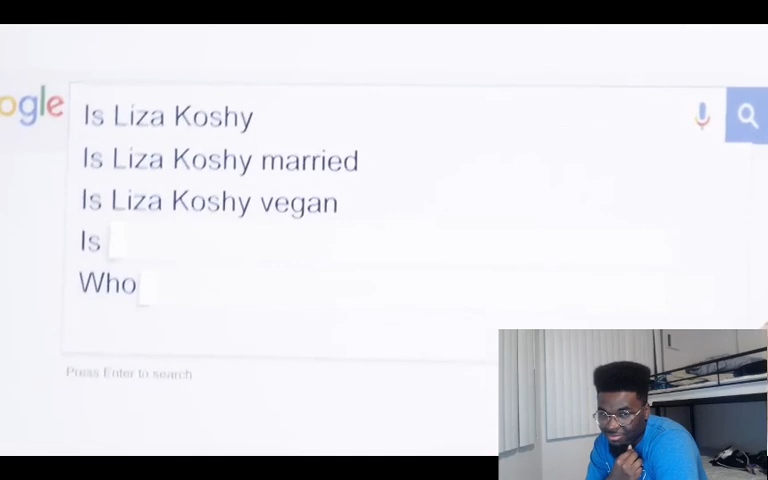 ogle
Is Liza Koshy
Is Liza Koshy married
Is Liza Koshy vegan
Is
Who
Press Enter to search